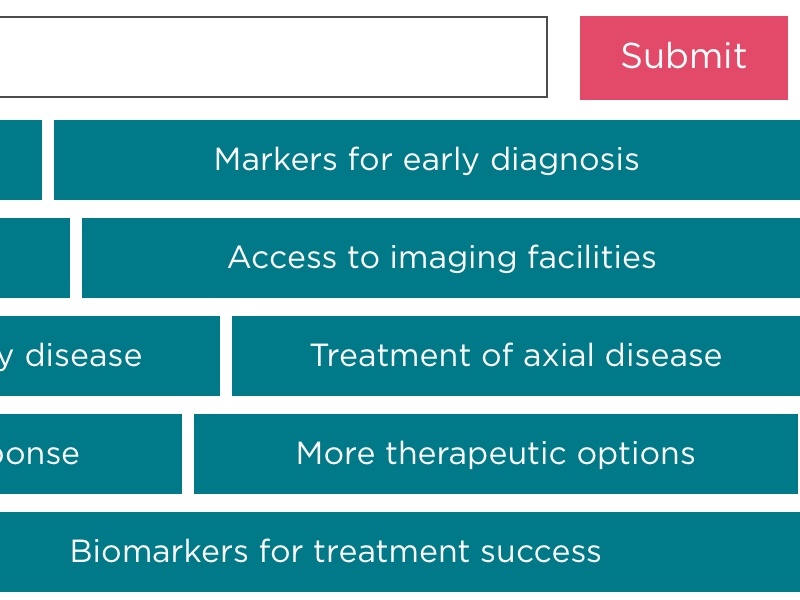 Submit
Markers for early diagnosis
Access to imaging facilities
disease
Treatment of axial disease
More therapeutic options
Biomarkers for treatment success